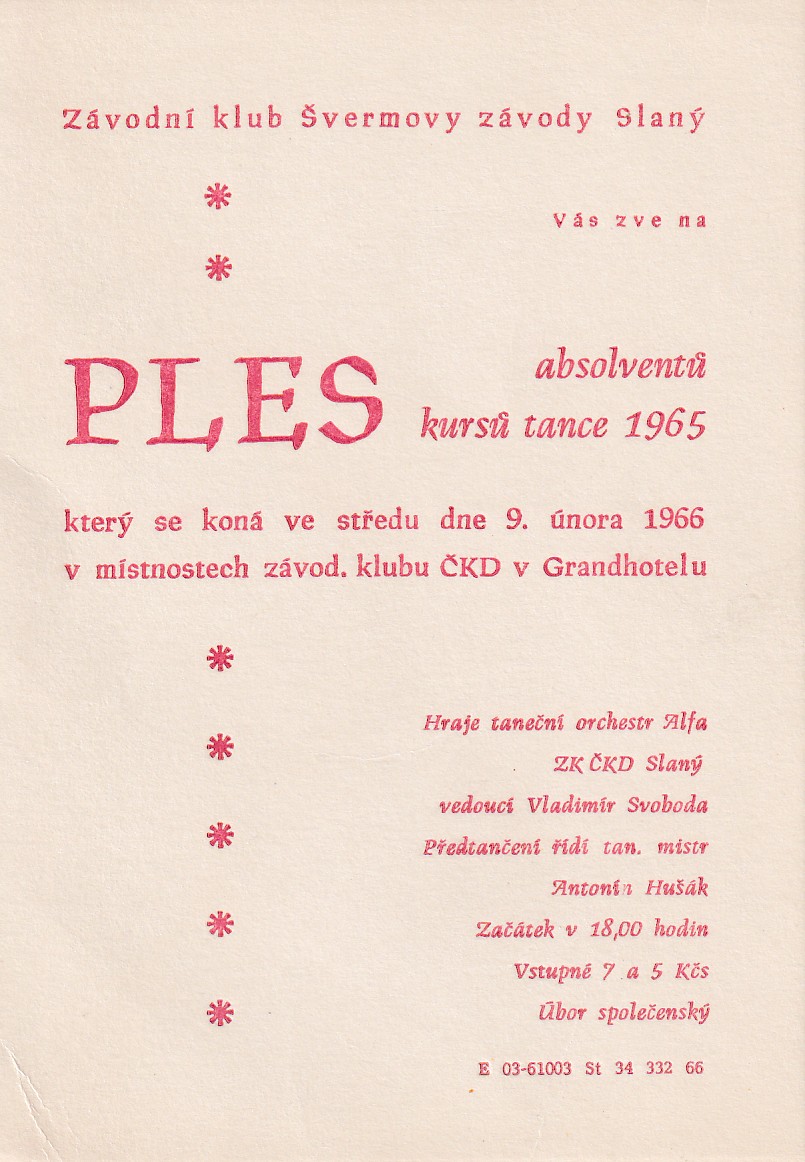 Závodní klub Švermovy závody Slaný
Vás zve na
PLES absolventů
kursů tance 1965
který se koná ve středu dne 9. února 1966
v místnostech závod. klubu ČKD v Grandhotelu
Hraje taneční orchestr Alfa
ZK ČKD Slaný
vedoucí Vladimír Svoboda
Předtančení řídí tan. mistr
Antonín Hušák
Začátek v 18,00 hodin
Vstupné 7 a 5 Kčs
Úbor společenský
E 03-61003 St 34 332 66